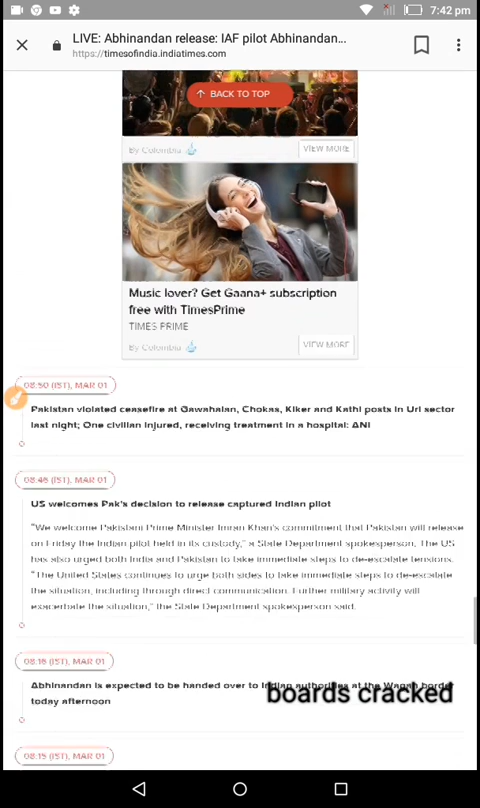 7:42 pm
LIVE: Abhinandan release: IAF pilot Abhinandan...
https://timesofindia.indiatimes.com
BACK TO TOP
By Colombia
VIEW MORE
Music lover? Get Gaana+ subscription
free with TimesPrime
TIMES PRIME
By Colombia
VIEW MORE
08:50 (IST), MAR 01
Pakistan violated ceasefire at Gawahalan, Chokas, Kiker and Kathi posts in Uri sector
last night; One civilian injured, receiving treatment in a hospital: ANI
08:46 (IST), MAR 01
US welcomes Pak's decision to release captured Indian pilot
"We welcome Pakistani Prime Minister Imran Khan's commitment that Pakistan will release
on Friday the Indian pilot held in its custody," a State Department spokesperson. The US
has also urged both India and Pakistan to take immediate steps to de-escalate tensions.
"The United States continues to urge both sides to take immediate steps to de-escalate
the situation, including through direct communication. Further military activity will
exacerbate the situation," the State Department spokesperson said.
08:16 (IST), MAR 01
Abhinandan is expected to be handed over to Indian authorities at the Wagah border
today afternoon
boards cracked
08:15 (IST), MAR 01